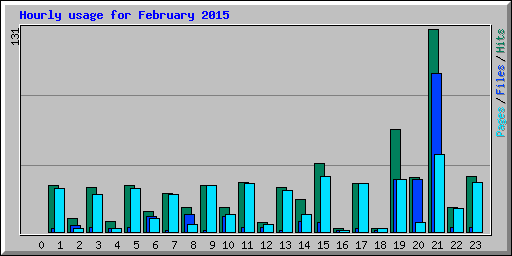 Hourly usage for February 2015
131
Pages/Files/Hits
0 1 2 3 4 5 6 7 8 9 10 11 12 13 14 15 16 17 18 19 20 21 22 23